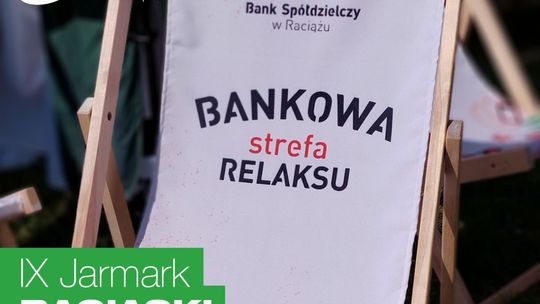 Bank Spółdzielczy
w Raciążu
BANKOWA
strefa
RELAKSU
IX Jarmark